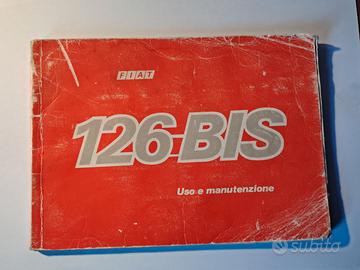 FIAT
126 BIS
Uso e manutenzione
subito